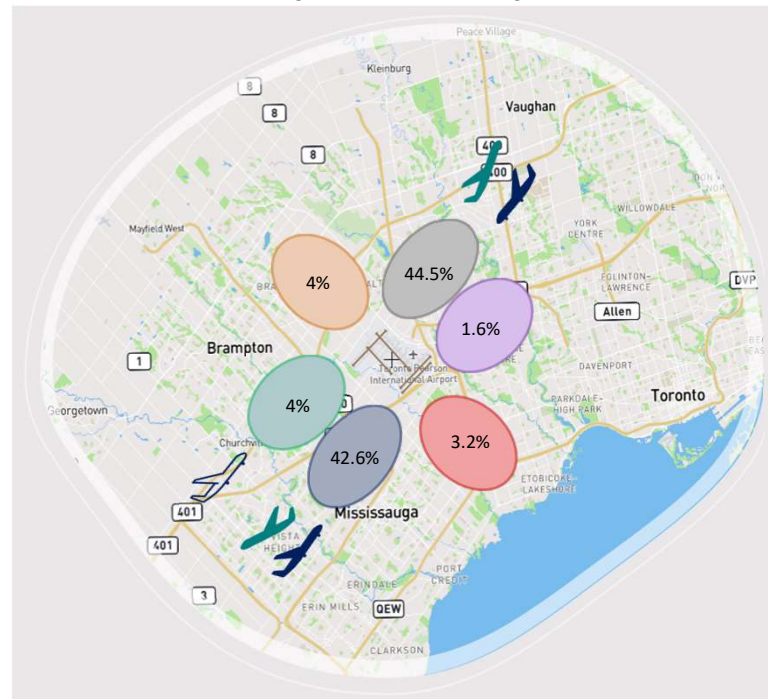 Peace Village
Kleinburg
8
8
8
Vaughan
400
400
WILLOWDALE
Mayfield West
YORK
CENTRE
44.5%
4%
EGLINTON-
LAWRENCE
DVP
Allen
1
1.6%
Brampton
Toronto Pearson
International Airport
DAVENPORT
Georgetown
4%
PARKDALE-
HIGH PARK
Toronto
3.2%
42.6%
ETOBICOKE-
LAKESHORE
401
Mississauga
401
VISTA
HEIGHTS
PORT
CREDIT
ERINDALE
3
ERIN MILLS
QEW
CLARKSON